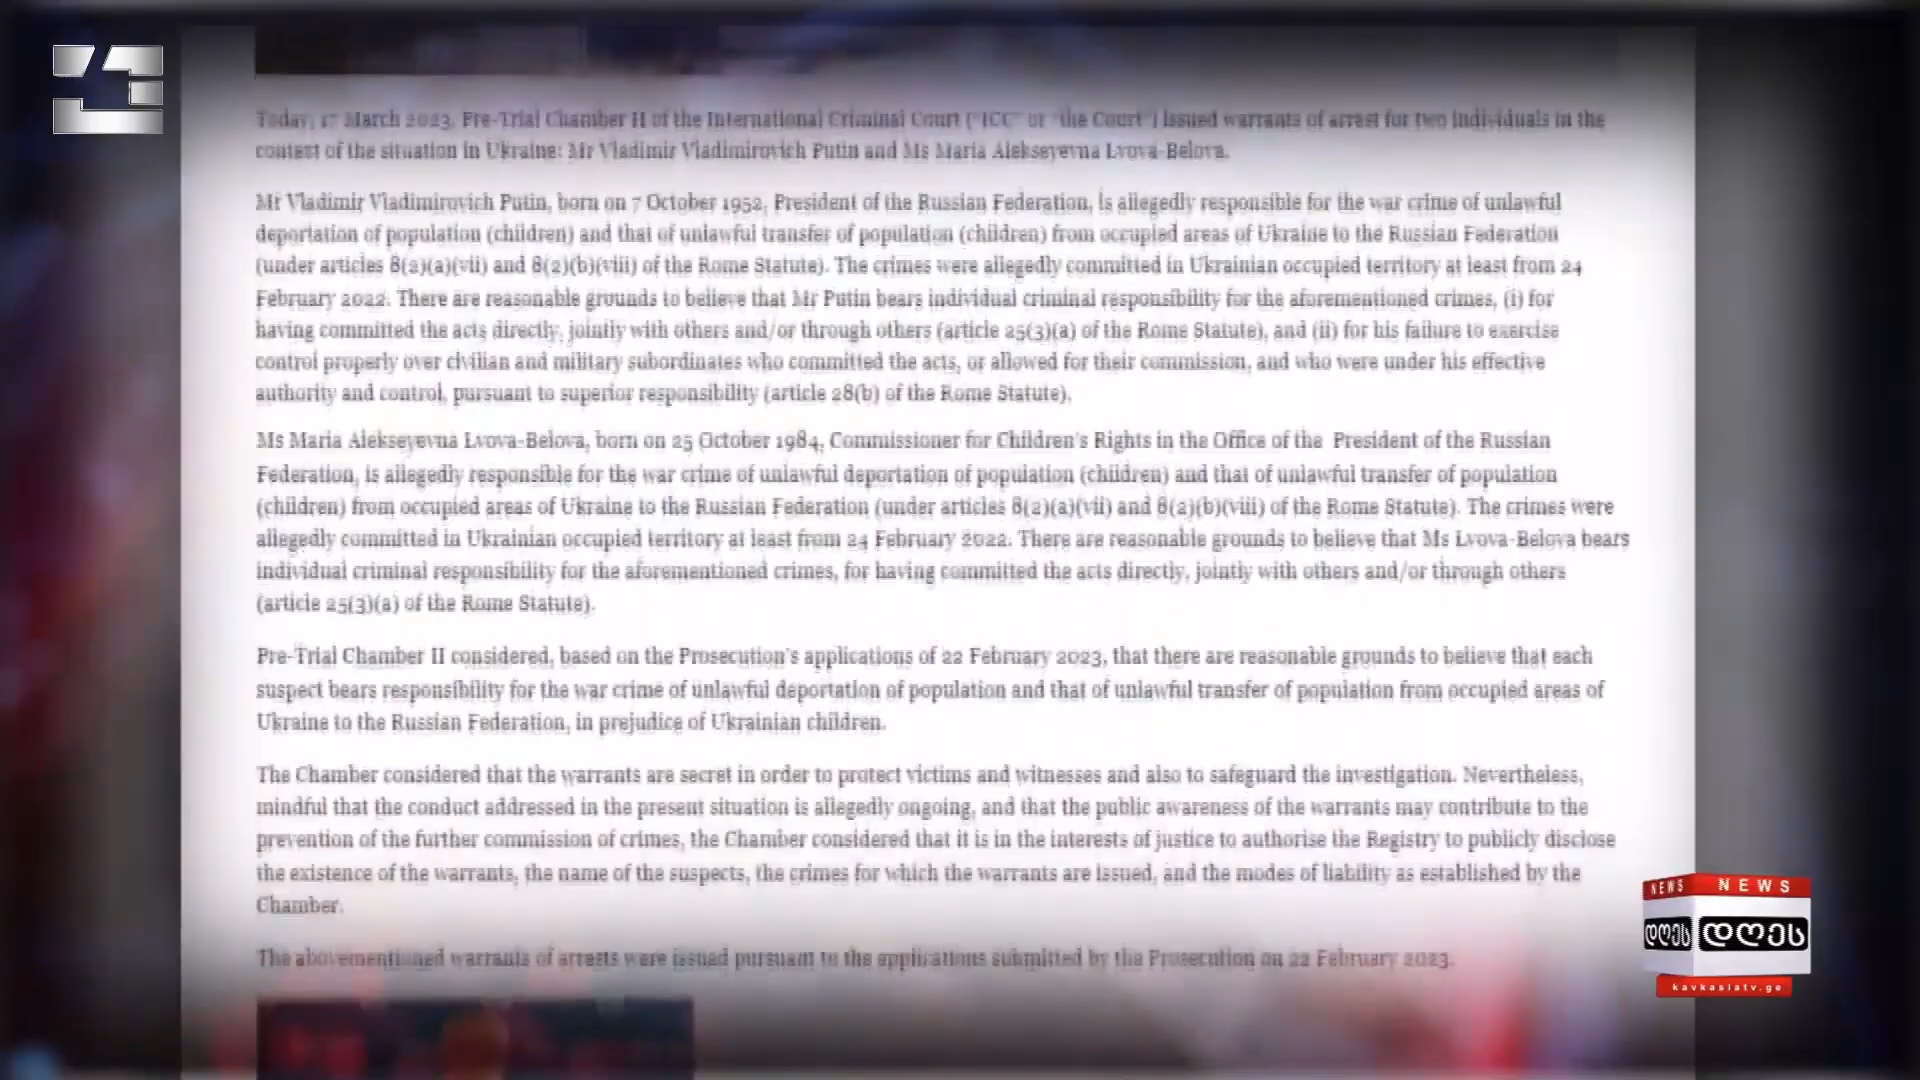 Today, 17 March 2023, Pre-Trial Chamber II of the International Criminal Court ("ICC" or "the Court") issued warrants of arrest for two individuals in the
context of the situation in Ukraine: Mr Vladimir Vladimirovich Putin and Ms Maria Alekseyevna Lvova-Belova.
Mr Vladimir Vladimirovich Putin, born on 7 October 1952, President of the Russian Federation, is allegedly responsible for the war crime of unlawful
deportation of population (children) and that of unlawful transfer of population (children) from occupied areas of Ukraine to the Russian Federation
(under articles 8(2)(a)(vii) and 8(2)(b)(viii) of the Rome Statute). The crimes were allegedly committed in Ukrainian occupied territory at least from 24
February 2022. There are reasonable grounds to believe that Mr Putin bears individual criminal responsibility for the aforementioned crimes, (i) for
having committed the acts directly, jointly with others and/or through others (article 25(3)(a) of the Rome Statute), and (ii) for his failure to exercise
control properly over civilian and military subordinates who committed the acts, or allowed for their commission, and who were under his effective
authority and control, pursuant to superior responsibility (article 28(b) of the Rome Statute).
Ms Maria Alekseyevna Lvova-Belova, born on 25 October 1984, Commissioner for Children's Rights in the Office of the President of the Russian
Federation, is allegedly responsible for the war crime of unlawful deportation of population (children) and that of unlawful transfer of population
(children) from occupied areas of Ukraine to the Russian Federation (under articles 8(2)(a)(vii) and 8(2)(b)(viii) of the Rome Statute). The crimes were
allegedly committed in Ukrainian occupied territory at least from 24 February 2022. There are reasonable grounds to believe that Ms Lvova-Belova bears
individual criminal responsibility for the aforementioned crimes, for having committed the acts directly, jointly with others and/or through others
(article 25(3)(a) of the Rome Statute).
Pre-Trial Chamber II considered, based on the Prosecution's applications of 22 February 2023, that there are reasonable grounds to believe that each
suspect bears responsibility for the war crime of unlawful deportation of population and that of unlawful transfer of population from occupied areas of
Ukraine to the Russian Federation, in prejudice of Ukrainian children.
The Chamber considered that the warrants are secret in order to protect victims and witnesses and also to safeguard the investigation. Nevertheless,
mindful that the conduct addressed in the present situation is allegedly ongoing, and that the public awareness of the warrants may contribute to the
prevention of the further commission of crimes, the Chamber considered that it is in the interests of justice to authorise the Registry to publicly disclose
the existence of the warrants, the name of the suspects, the crimes for which the warrants are issued, and the modes of liability as established by the
Chamber.
The abovementioned warrants of arrests were issued pursuant to the applications submitted by the Prosecution on 22 February 2023.
NEWS NEWS
დღეს დღეს
kavkasiatv.ge